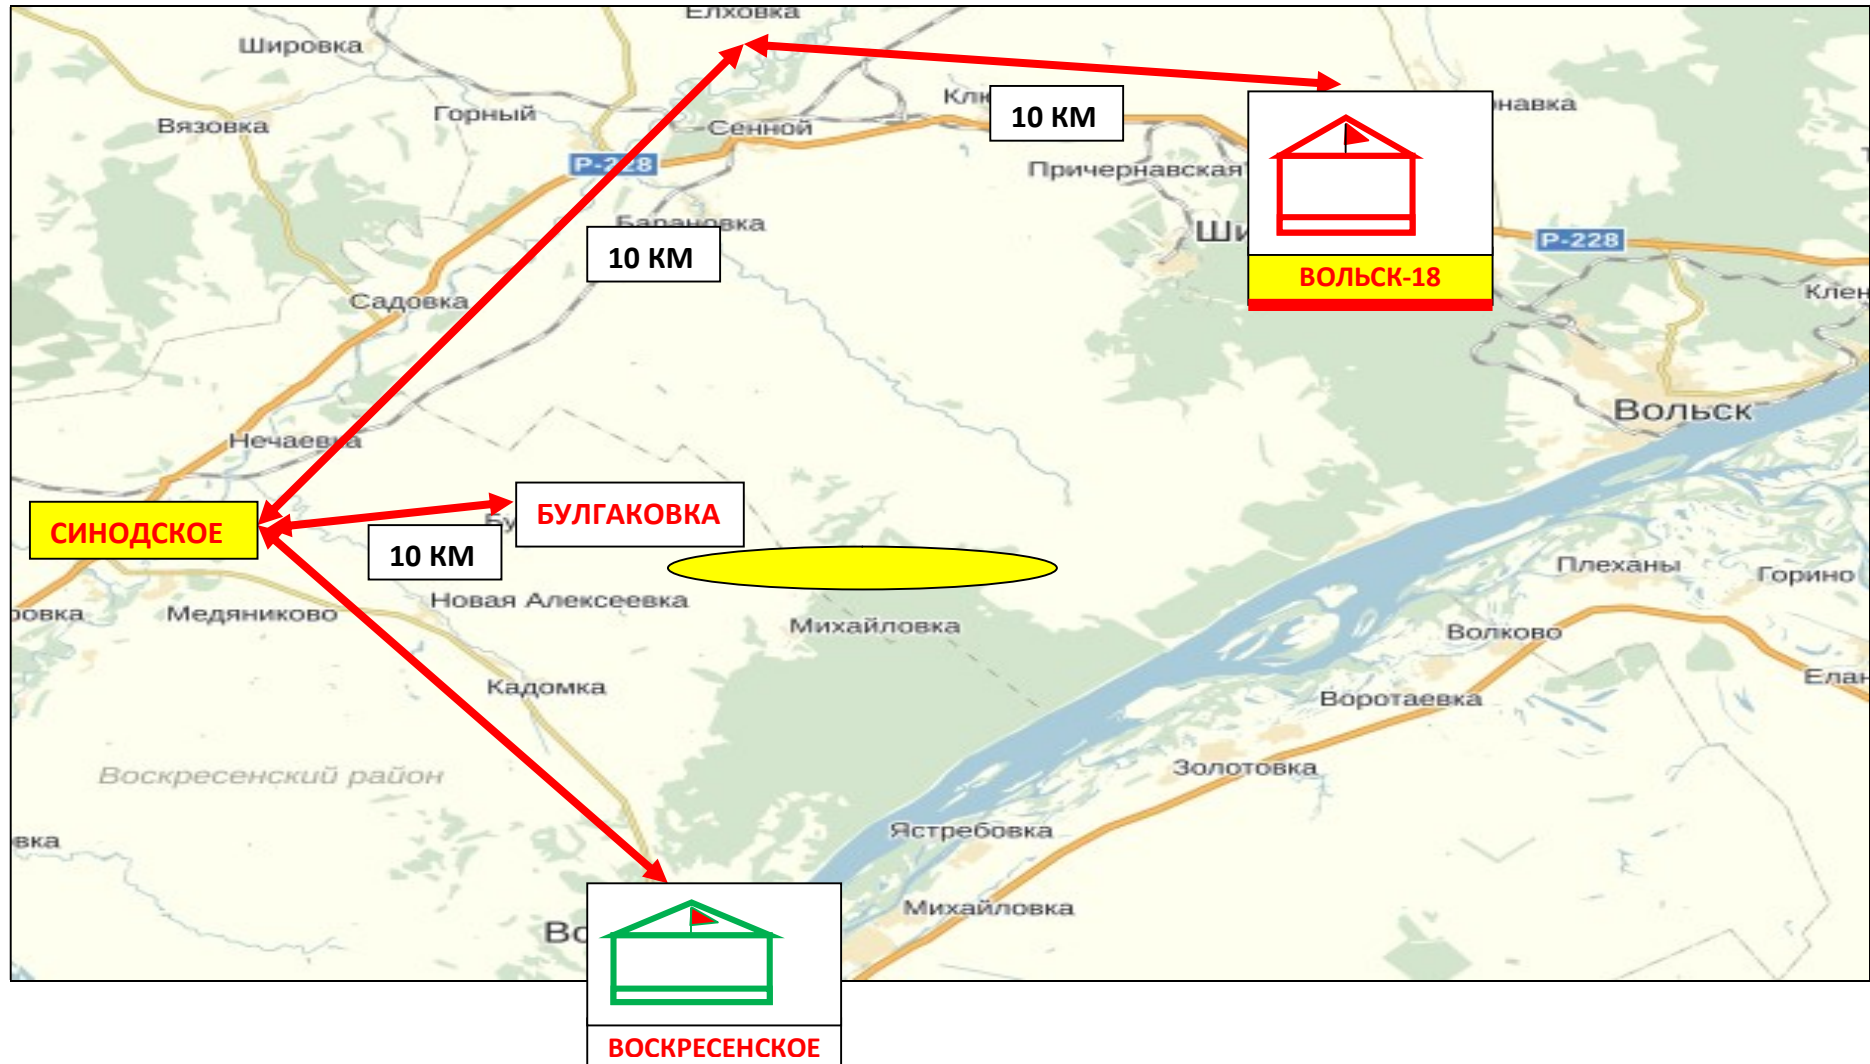 Елховка
Шировка
Горный
Вязовка
Сенной
10 КМ
Р-228
Причернавская
Барановка
10 КМ
Р-228
ВОЛЬСК-18
Садовка
Вольск
Нечаевка
СИНОДСКОЕ
БУЛГАКОВКА
10 КМ
Плеханы
Горино
Новая Алексеевка
Медяниково
Михайловка
Волково
Кадомка
Воротаевка
Воскресенский район
Золотовка
Ястребовка
Михайловка
ВОСКРЕСЕНСКОЕ